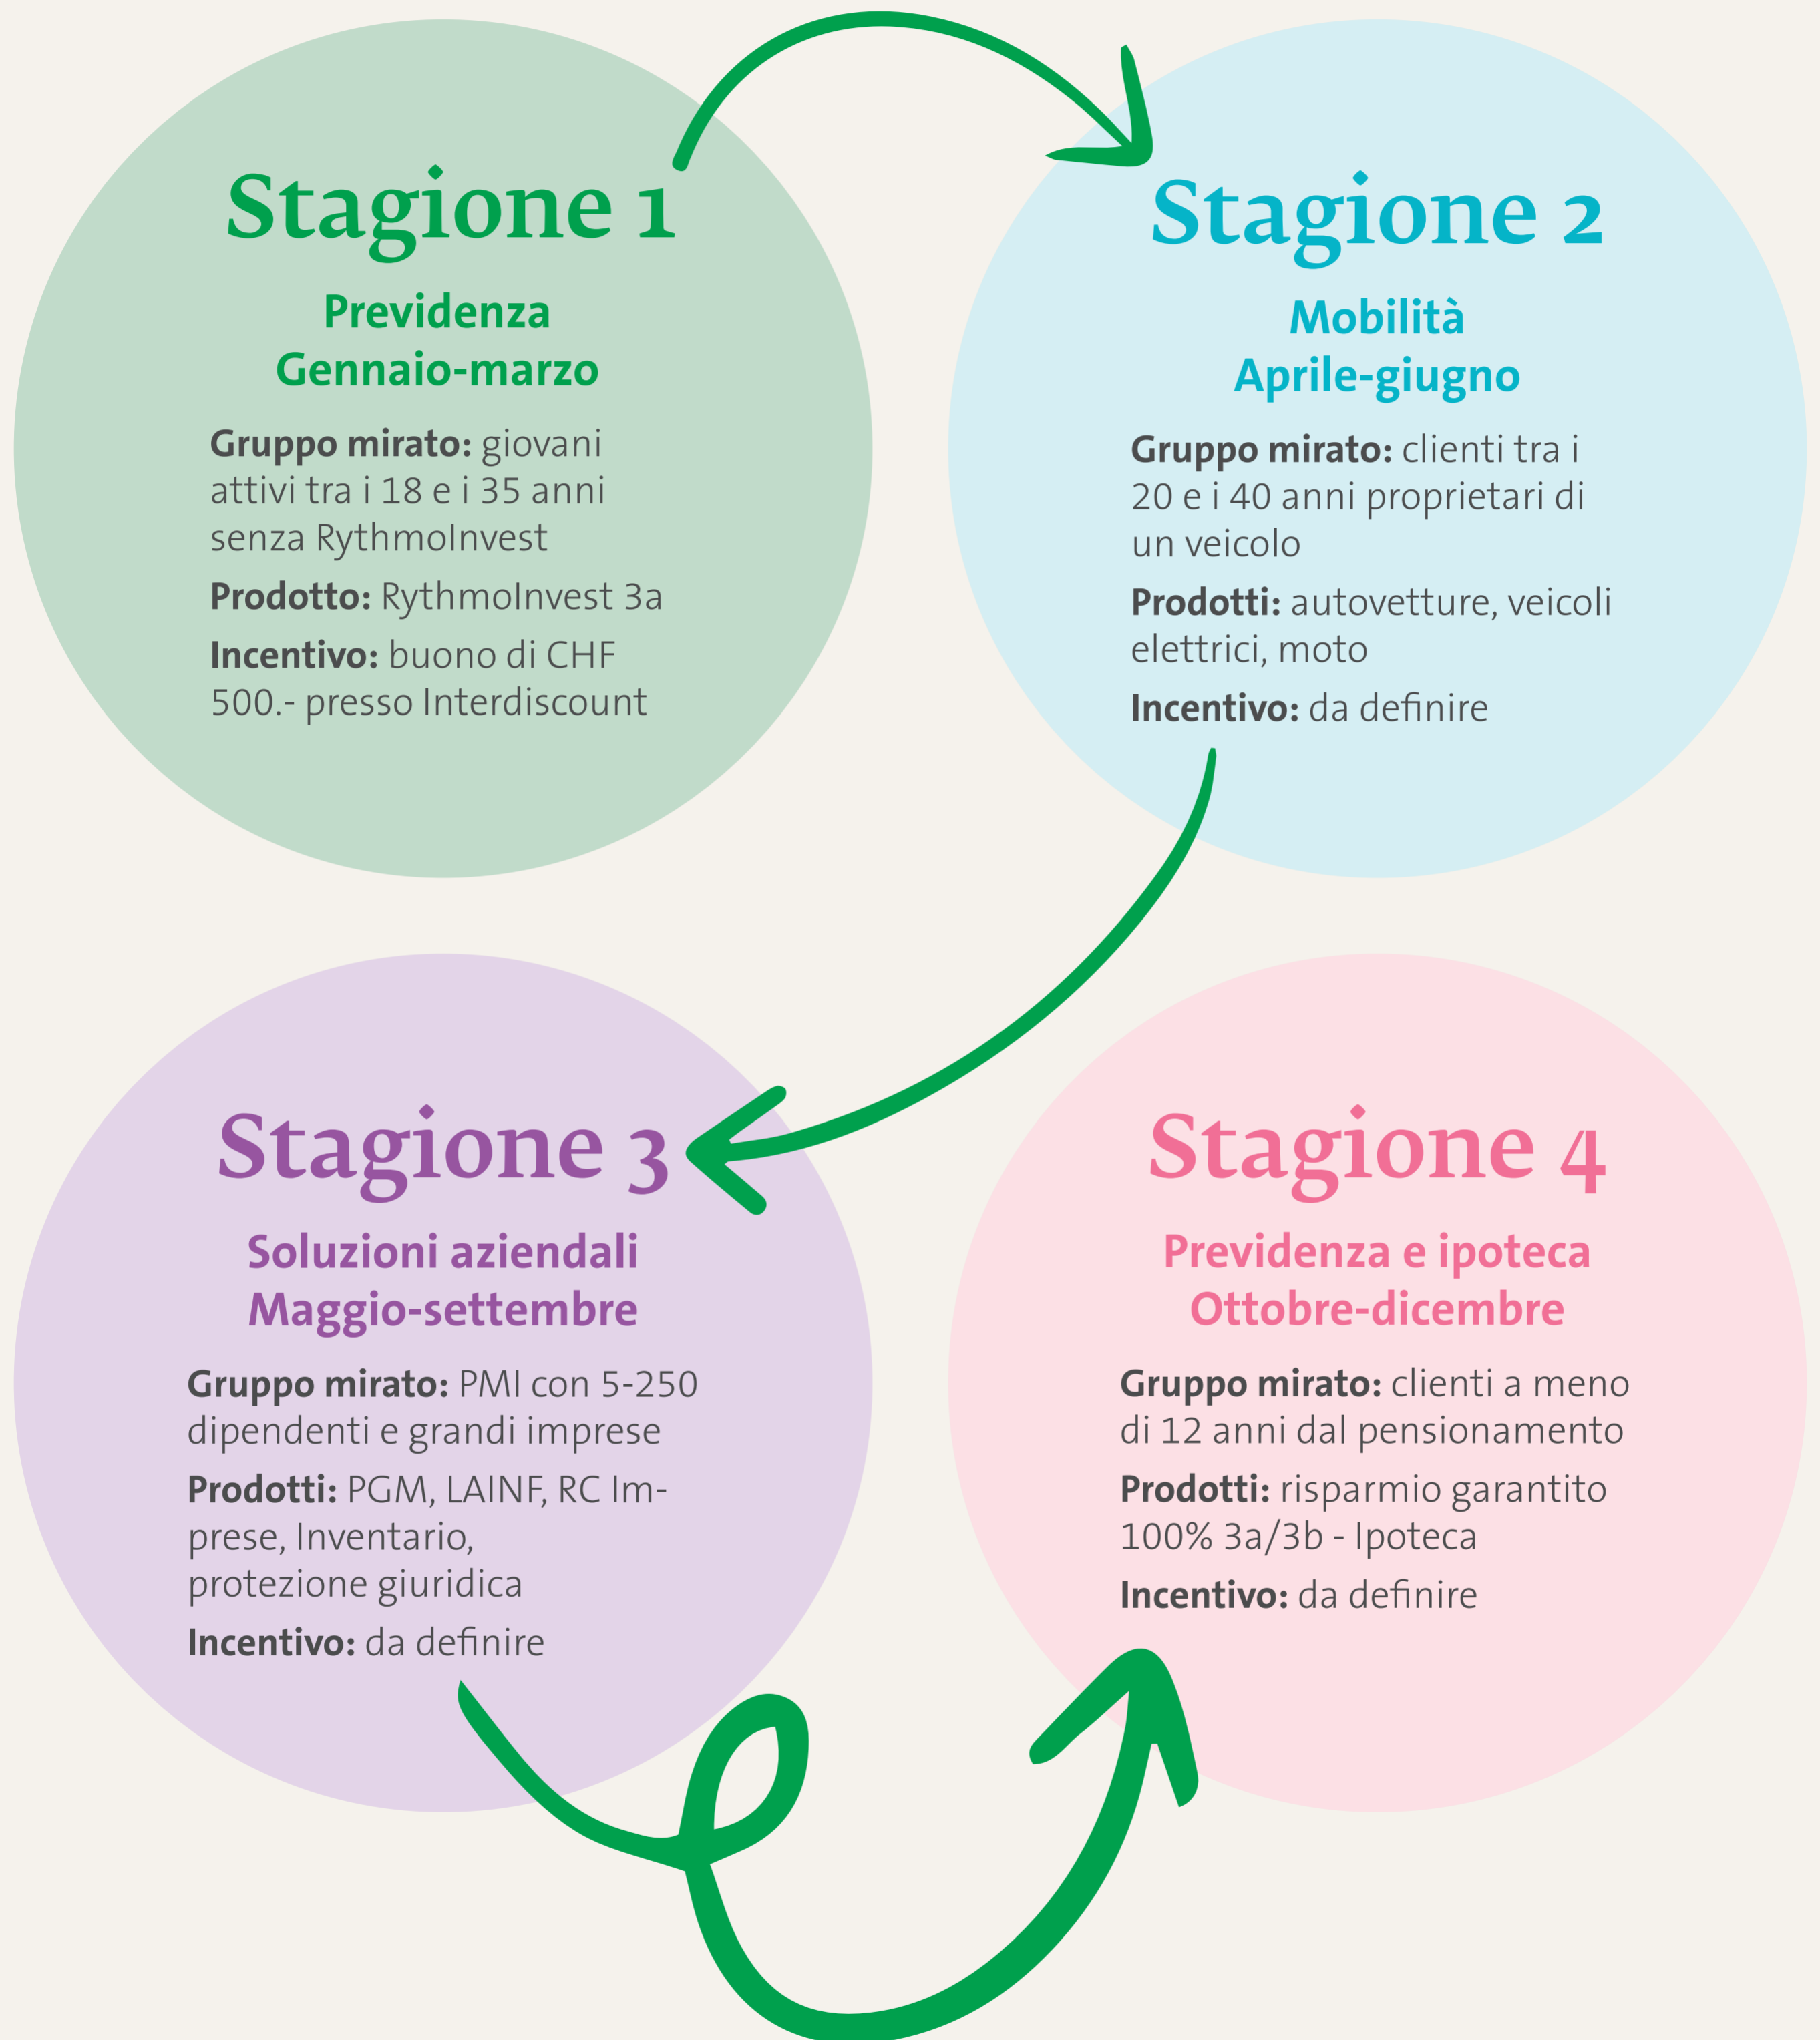 Stagione 1
Previdenza
Gennaio-marzo
Gruppo mirato: giovani
attivi tra i 18 e i 35 anni
senza RythmoInvest
Prodotto: RythmoInvest 3a
Incentivo: buono di CHF
500.- presso Interdiscount
Stagione 2
Mobilità
Aprile-giugno
Gruppo mirato: clienti tra i
20 e i 40 anni proprietari di
un veicolo
Prodotti: autovetture, veicoli
elettrici, moto
Incentivo: da definire
Stagione 3
Soluzioni aziendali
Maggio-settembre
Gruppo mirato: PMI con 5-250
dipendenti e grandi imprese
Prodotti: PGM, LAINF, RC Im-
prese, Inventario,
protezione giuridica
Incentivo: da definire
Stagione 4
Previdenza e ipoteca
Ottobre-dicembre
Gruppo mirato: clienti a meno
di 12 anni dal pensionamento
Prodotti: risparmio garantito
100% 3a/3b - Ipoteca
Incentivo: da definire